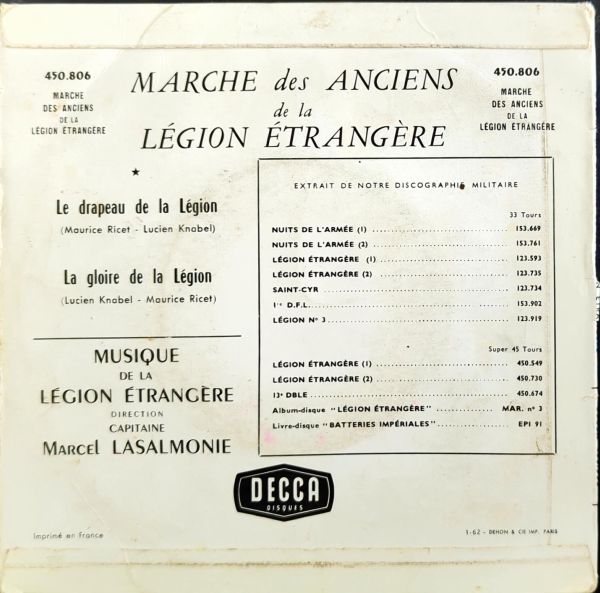 450.806
MARCHE
DES ANCIENS
DE LA
LÉGION ÉTRANGÈRE
MARCHE des ANCIENS
de la
LÉGION ÉTRANGÈRE
450.806
MARCHE
DES ANCIENS
DE LA
LÉGION ÉTRANGÈRE
★
Le drapeau de la Légion
(Maurice Ricet - Lucien Knabel)
La gloire de la Légion
(Lucien Knabel - Maurice Ricet)
MUSIQUE
DE LA
LÉGION ÉTRANGÈRE
DIRECTION
CAPITAINE
MARCEL LASALMONIE
EXTRAIT DE NOTRE DISCOGRAPHIE MILITAIRE
33 Tours
NUITS DE L'ARMÉE (1) ........ 153.669
NUITS DE L'ARMÉE (2) ........ 153.761
LÉGION ÉTRANGÈRE (1) ........ 123.593
LÉGION ÉTRANGÈRE (2) ........ 123.735
SAINT-CYR ........ 123.734
1re D.F.L. ........ 153.902
LÉGION No 3 ........ 123.919
Super 45 Tours
LÉGION ÉTRANGÈRE (1) ........ 450.549
LÉGION ÉTRANGÈRE (2) ........ 450.730
13e DBLE ........ 450.674
Album-disque "LÉGION ÉTRANGÈRE" ........ MAR. no 3
Livre-disque "BATTERIES IMPÉRIALES" ........ EPI 91
DECCA
DISQUES
Imprimé en France
1-62 - DEHON & CIE IMP. PARIS